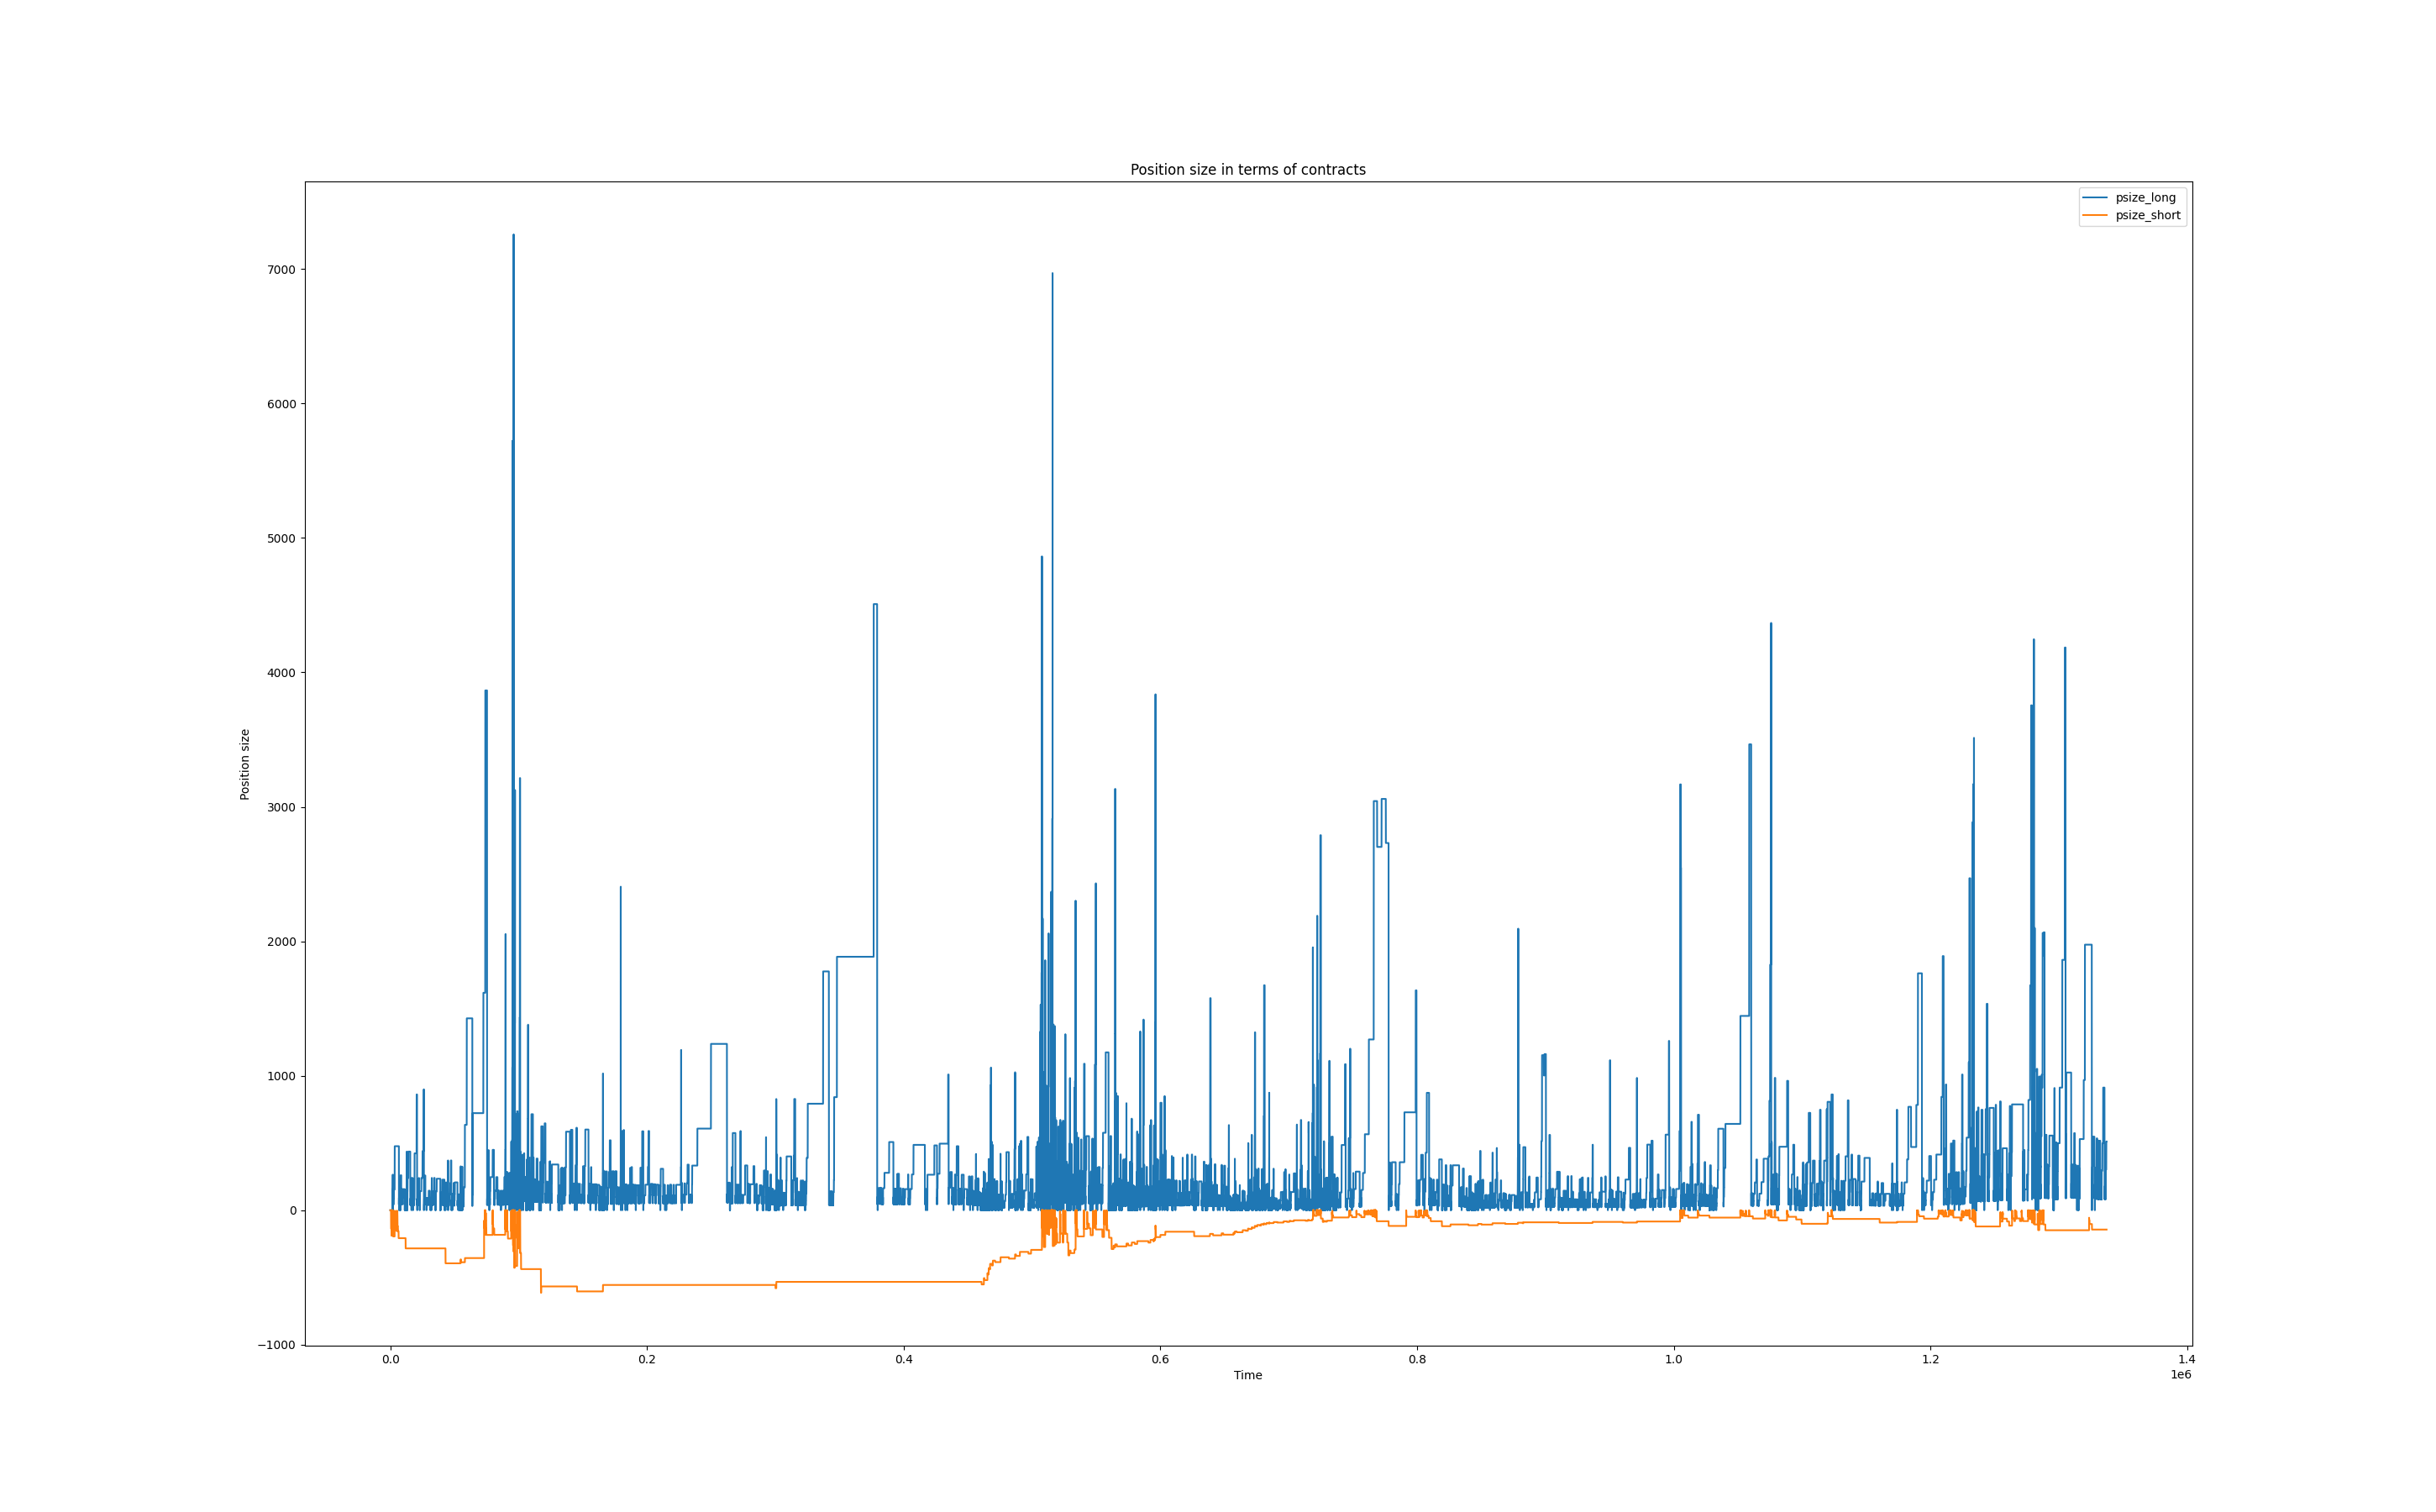 Position size in terms of contracts
psize_long
psize_short
7000
6000
5000
4000
3000
2000
1000
0
−1000
Position size
0.0 0.2 0.4 0.6 0.8 1.0 1.2 1.4
Time
1e6